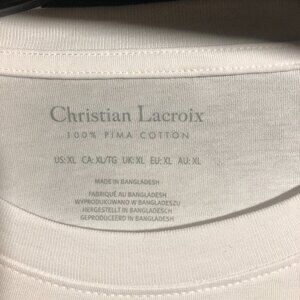 Christian Lacroix
100% PIMA COTTON
US: XL CA: XL/TG UK: XL EU: XL AU: XL
MADE IN BANGLADESH
FABRIQUÉ AU BANGLADESH
WYPRODUKOWANO W BANGLADESZU
HERGESTELLT IN BANGLADESCH
GEPRODUCEERD IN BANGLADESH